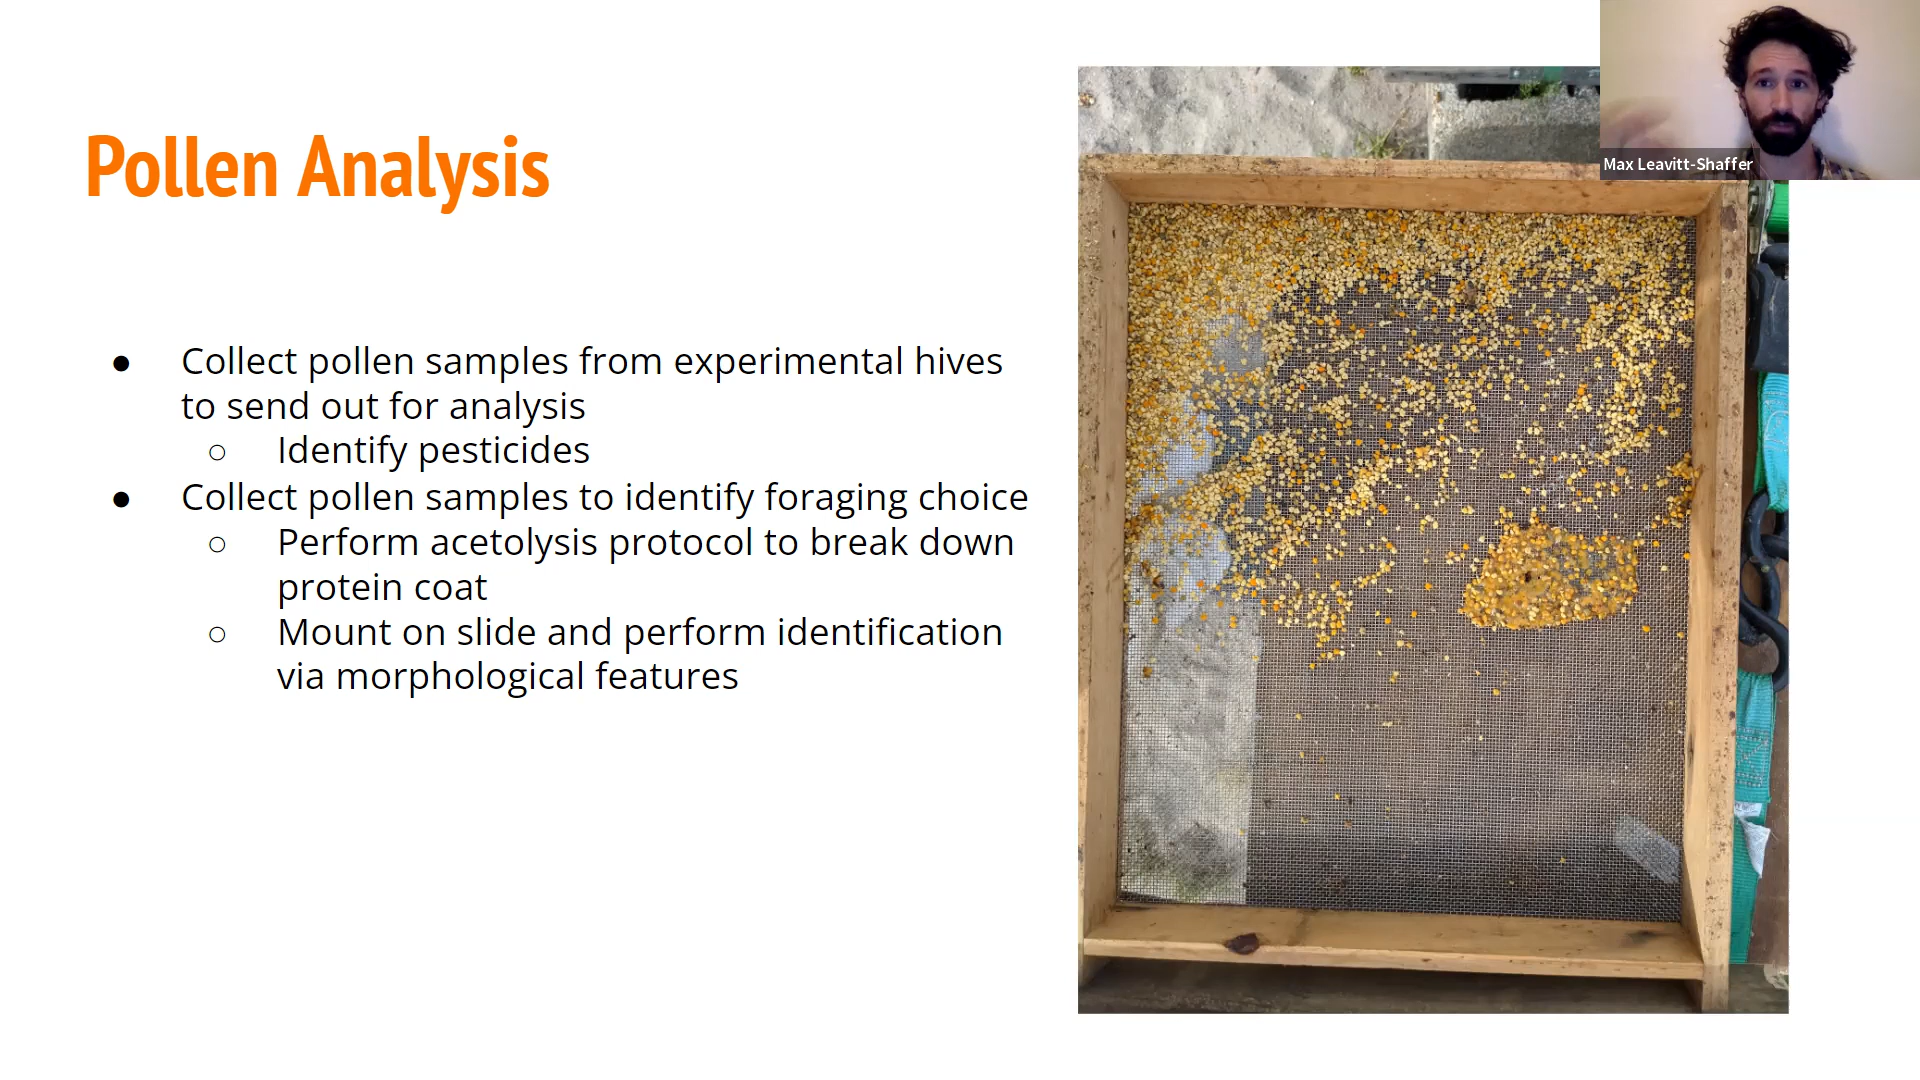 Pollen Analysis
Max Leavitt-Shaffer
● Collect pollen samples from experimental hives
to send out for analysis
○ Identify pesticides
● Collect pollen samples to identify foraging choice
○ Perform acetolysis protocol to break down
protein coat
○ Mount on slide and perform identification
via morphological features